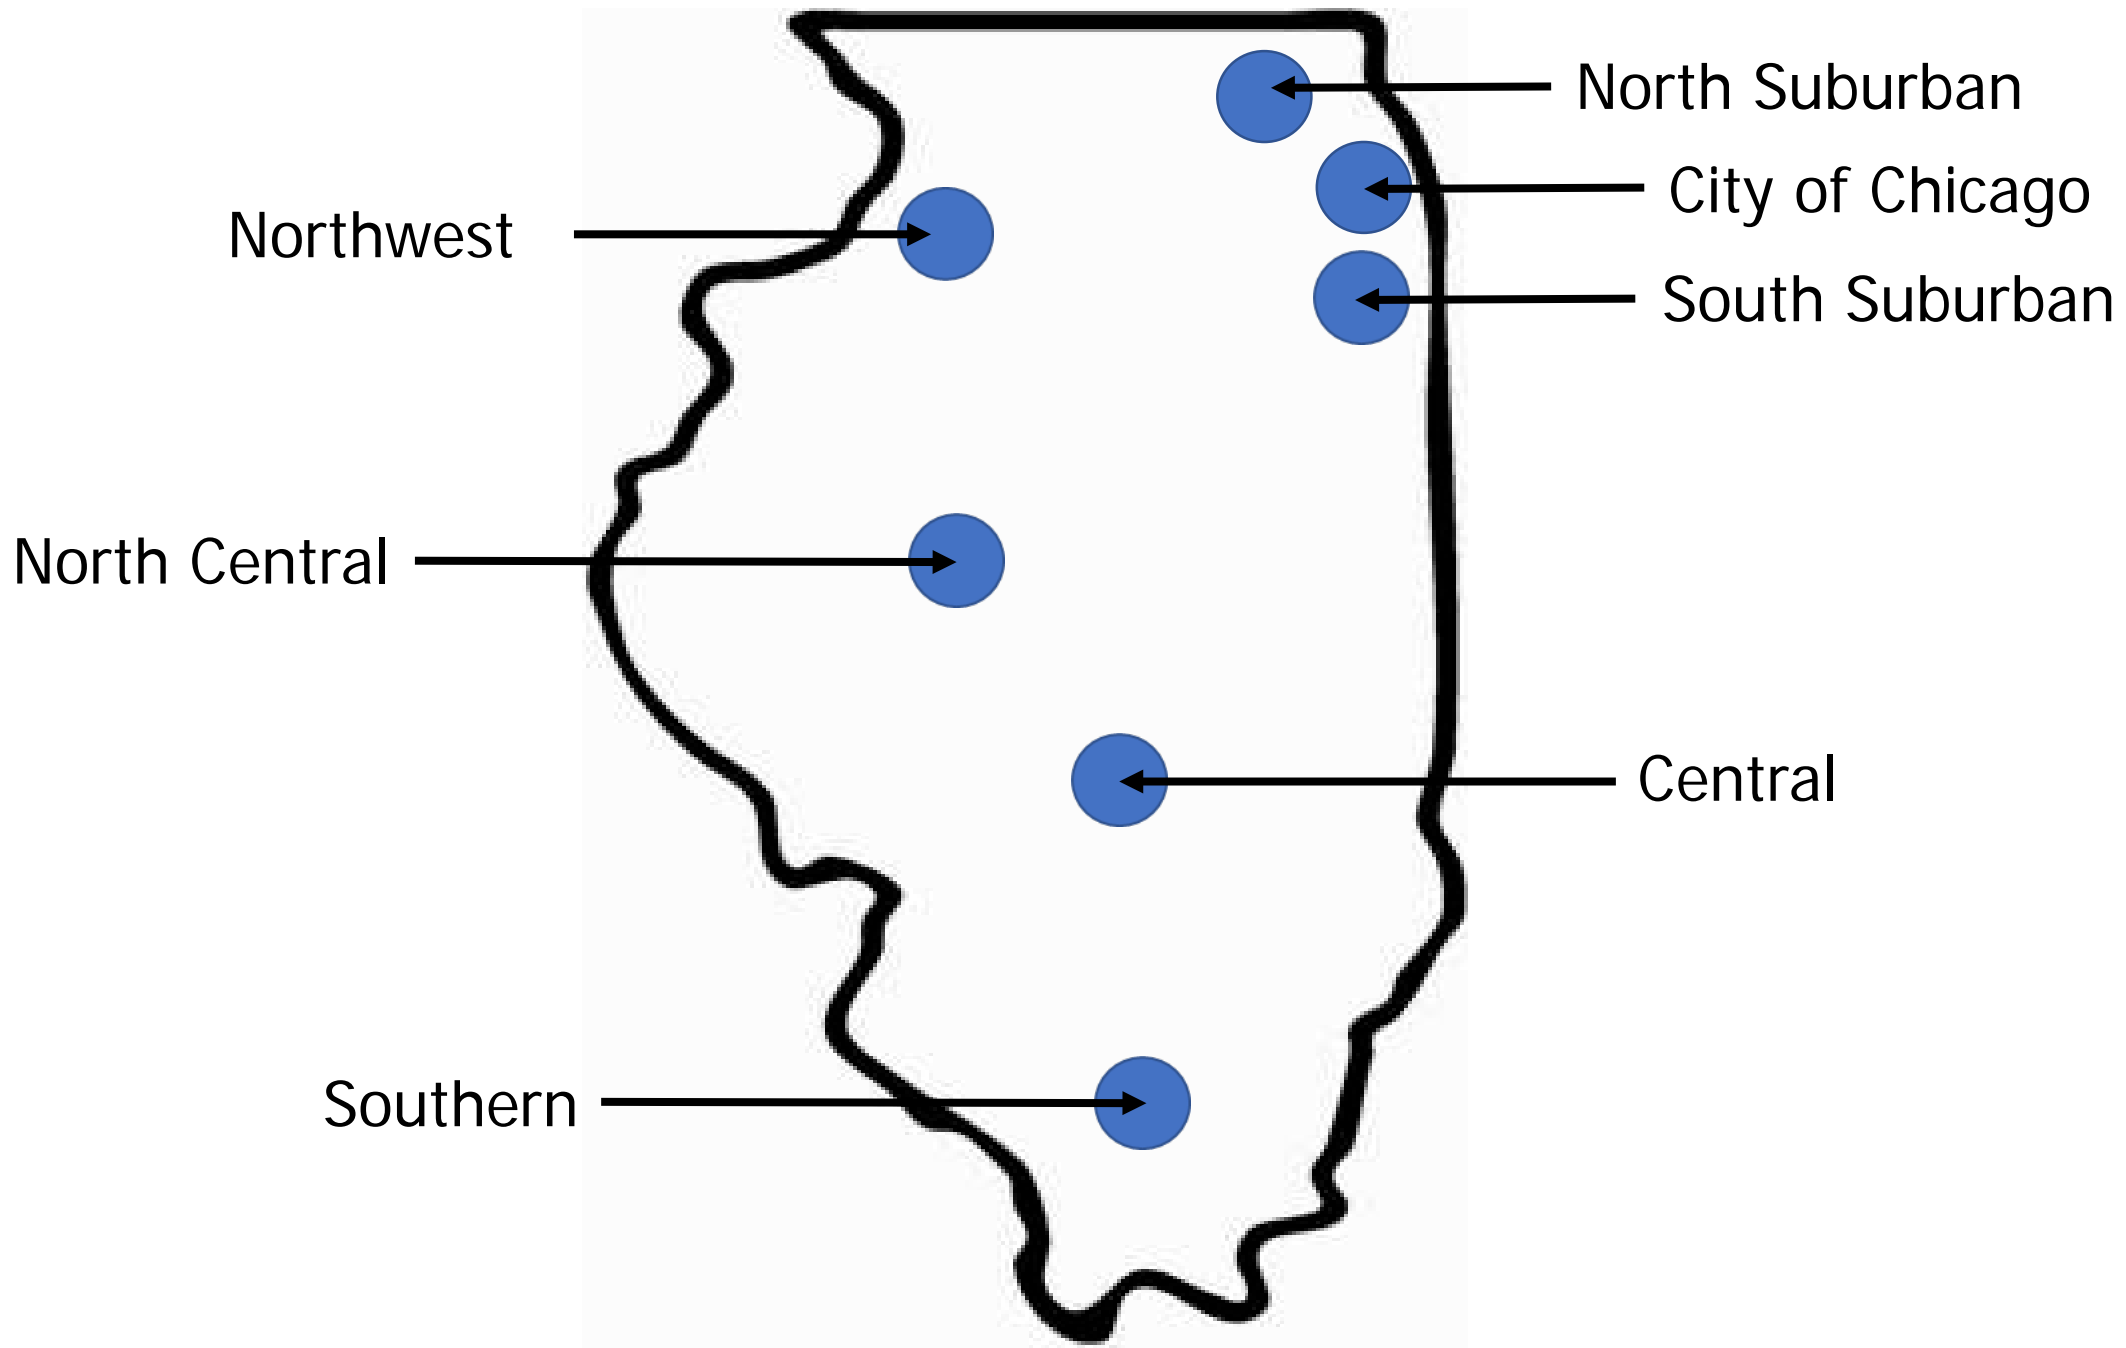 North Suburban
City of Chicago
Northwest
South Suburban
North Central
Central
Southern